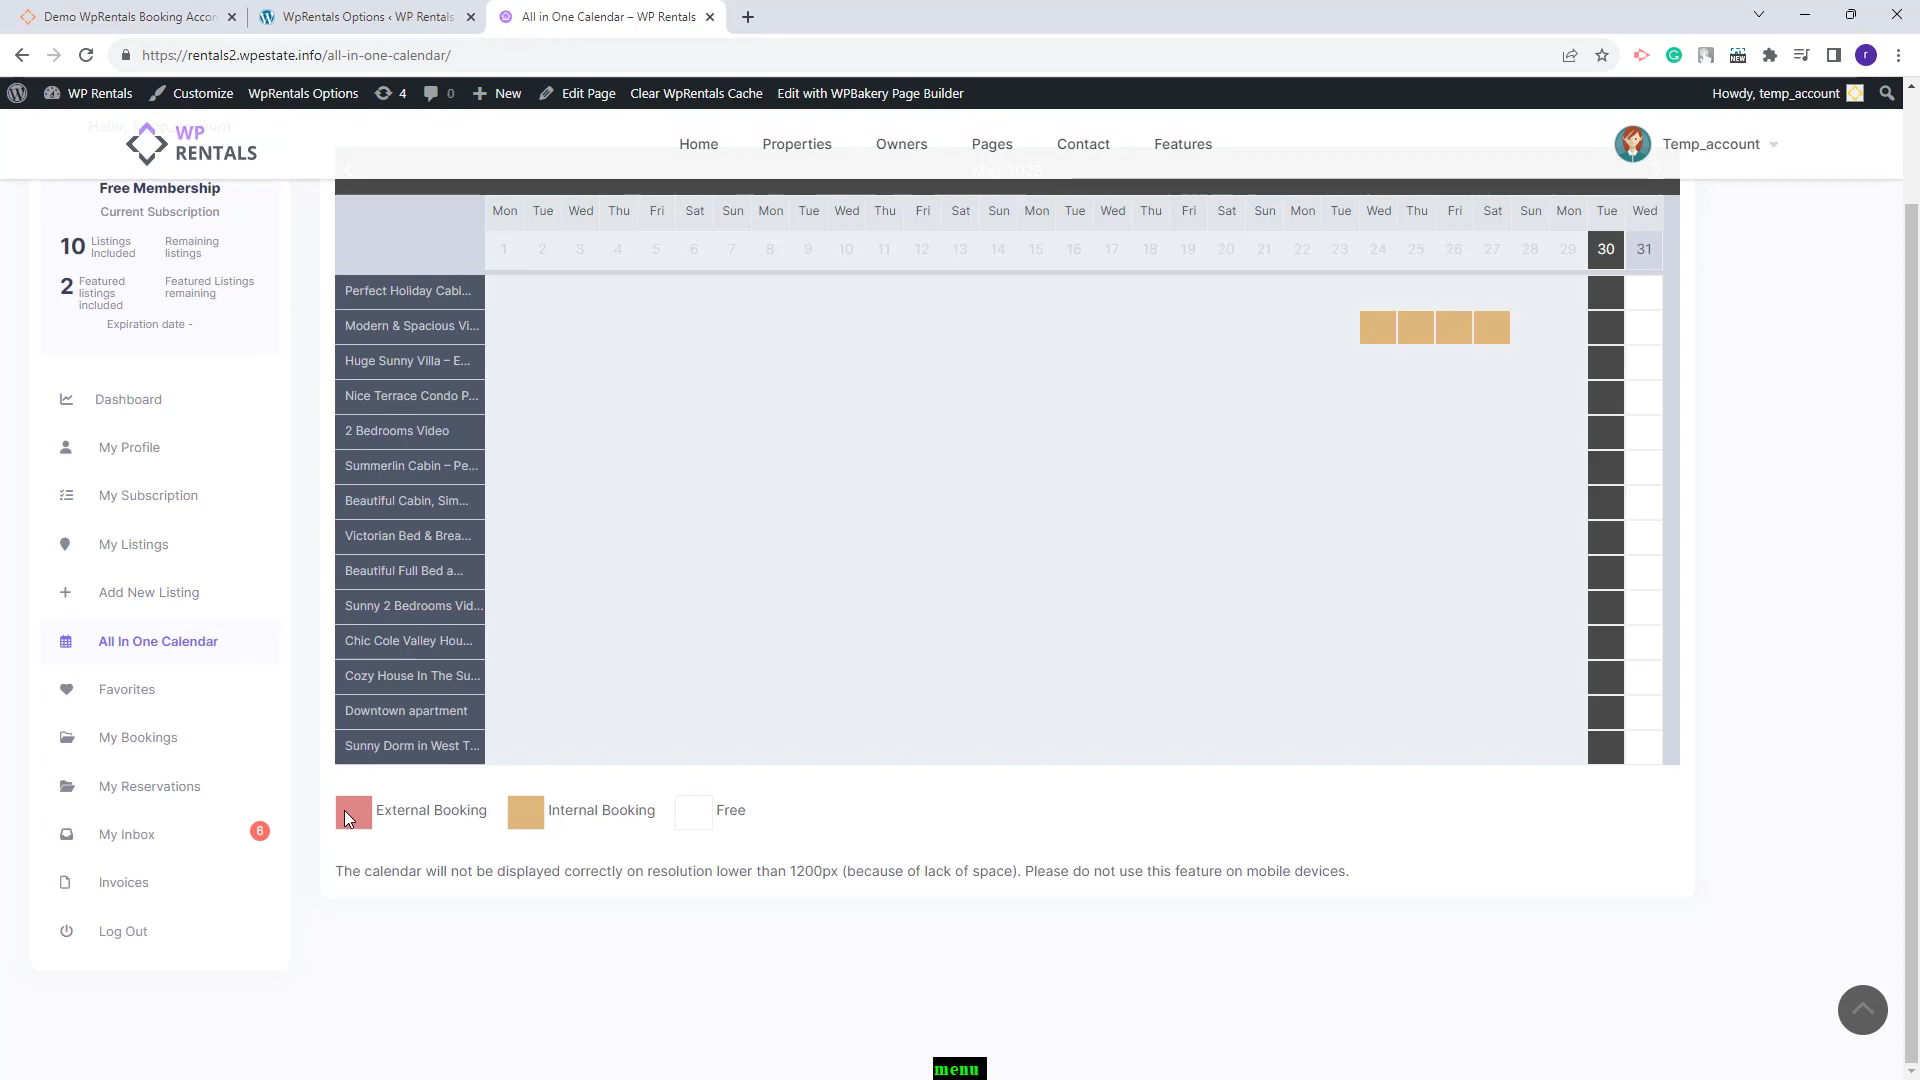 Demo WpRentals Booking Accor
WpRentals Options ‹ WP Rentals
All in One Calendar – WP Rentals
https://rentals2.wpestate.info/all-in-one-calendar/
WP Rentals
Customize
WpRentals Options
4
0
New
Edit Page
Clear WpRentals Cache
Edit with WPBakery Page Builder
Howdy, temp_account
WP
RENTALS
Home
Properties
Owners
Pages
Contact
Features
Temp_account
May 2023
Free Membership
Current Subscription
10 Listings Included
Remaining listings
2 Featured listings included
Featured Listings remaining
Expiration date -
Dashboard
My Profile
My Subscription
My Listings
Add New Listing
All In One Calendar
Favorites
My Bookings
My Reservations
My Inbox 6
Invoices
Log Out
Mon Tue Wed Thu Fri Sat Sun Mon Tue Wed Thu Fri Sat Sun Mon Tue Wed Thu Fri Sat Sun Mon Tue Wed Thu Fri Sat Sun Mon Tue Wed
1 2 3 4 5 6 7 8 9 10 11 12 13 14 15 16 17 18 19 20 21 22 23 24 25 26 27 28 29 30 31
Perfect Holiday Cabi...
Modern & Spacious Vi...
Huge Sunny Villa – E...
Nice Terrace Condo P...
2 Bedrooms Video
Summerlin Cabin – Pe...
Beautiful Cabin, Sim...
Victorian Bed & Brea...
Beautiful Full Bed a...
Sunny 2 Bedrooms Vid...
Chic Cole Valley Hou...
Cozy House In The Su...
Downtown apartment
Sunny Dorm in West T...
External Booking
Internal Booking
Free
The calendar will not be displayed correctly on resolution lower than 1200px (because of lack of space). Please do not use this feature on mobile devices.
menu